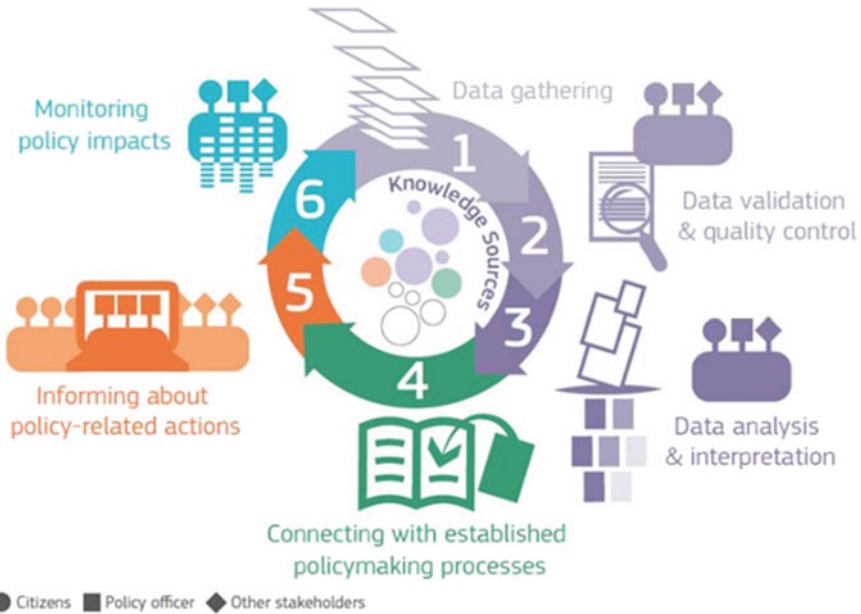 Data gathering
Monitoring
policy impacts
1
Knowledge Sources
6
2
Data validation
& quality control
5
3
4
Informing about
policy-related actions
Data analysis
& interpretation
Connecting with established
policymaking processes
Citizens Policy officer Other stakeholders